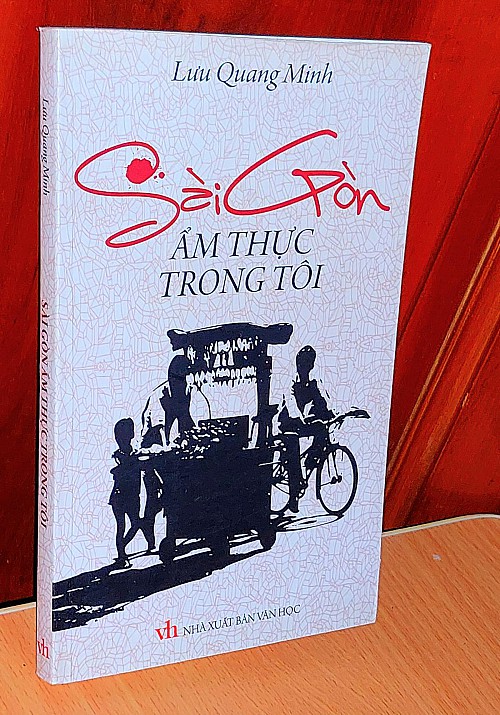 Lưu Quang Minh
Sài Gòn
ẨM THỰC
TRONG TÔI
vh NHÀ XUẤT BẢN VĂN HỌC
Lưu Quang Minh
SÀI GÒN ẨM THỰC TRONG TÔI
vh